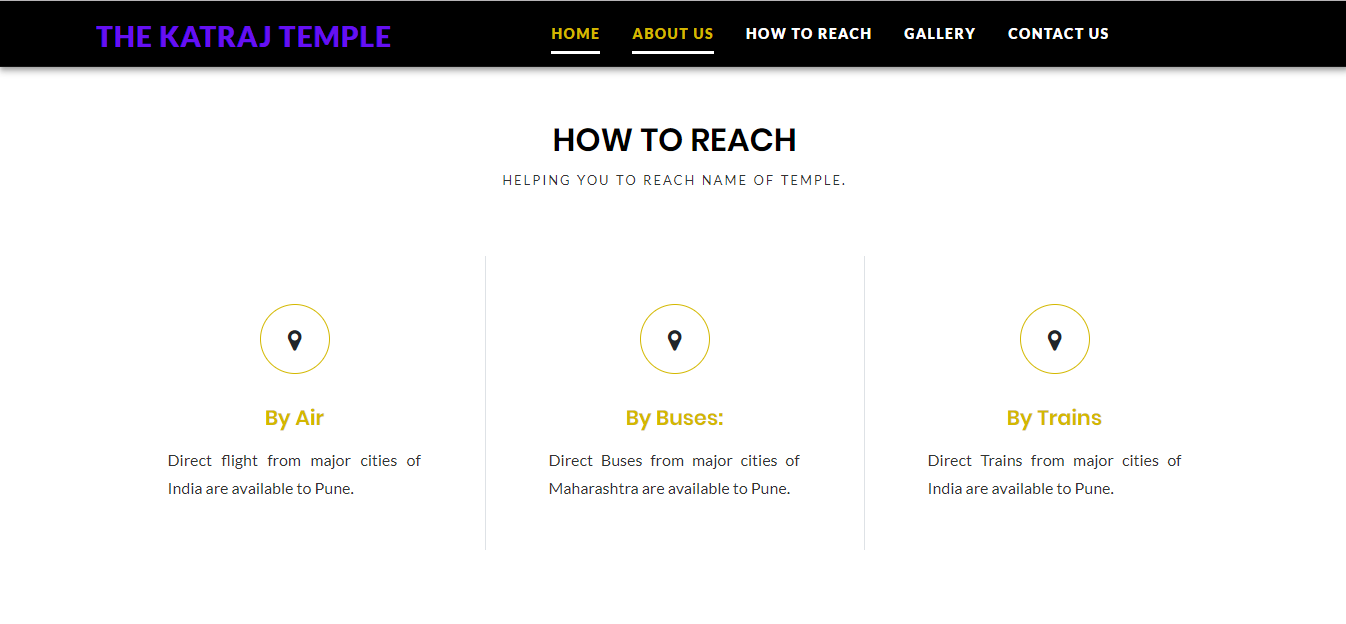 THE KATRAJ TEMPLE
HOME ABOUT US HOW TO REACH GALLERY CONTACT US
HOW TO REACH
HELPING YOU TO REACH NAME OF TEMPLE.
By Air
Direct flight from major cities of
India are available to Pune.
By Buses:
Direct Buses from major cities of
Maharashtra are available to Pune.
By Trains
Direct Trains from major cities of
India are available to Pune.